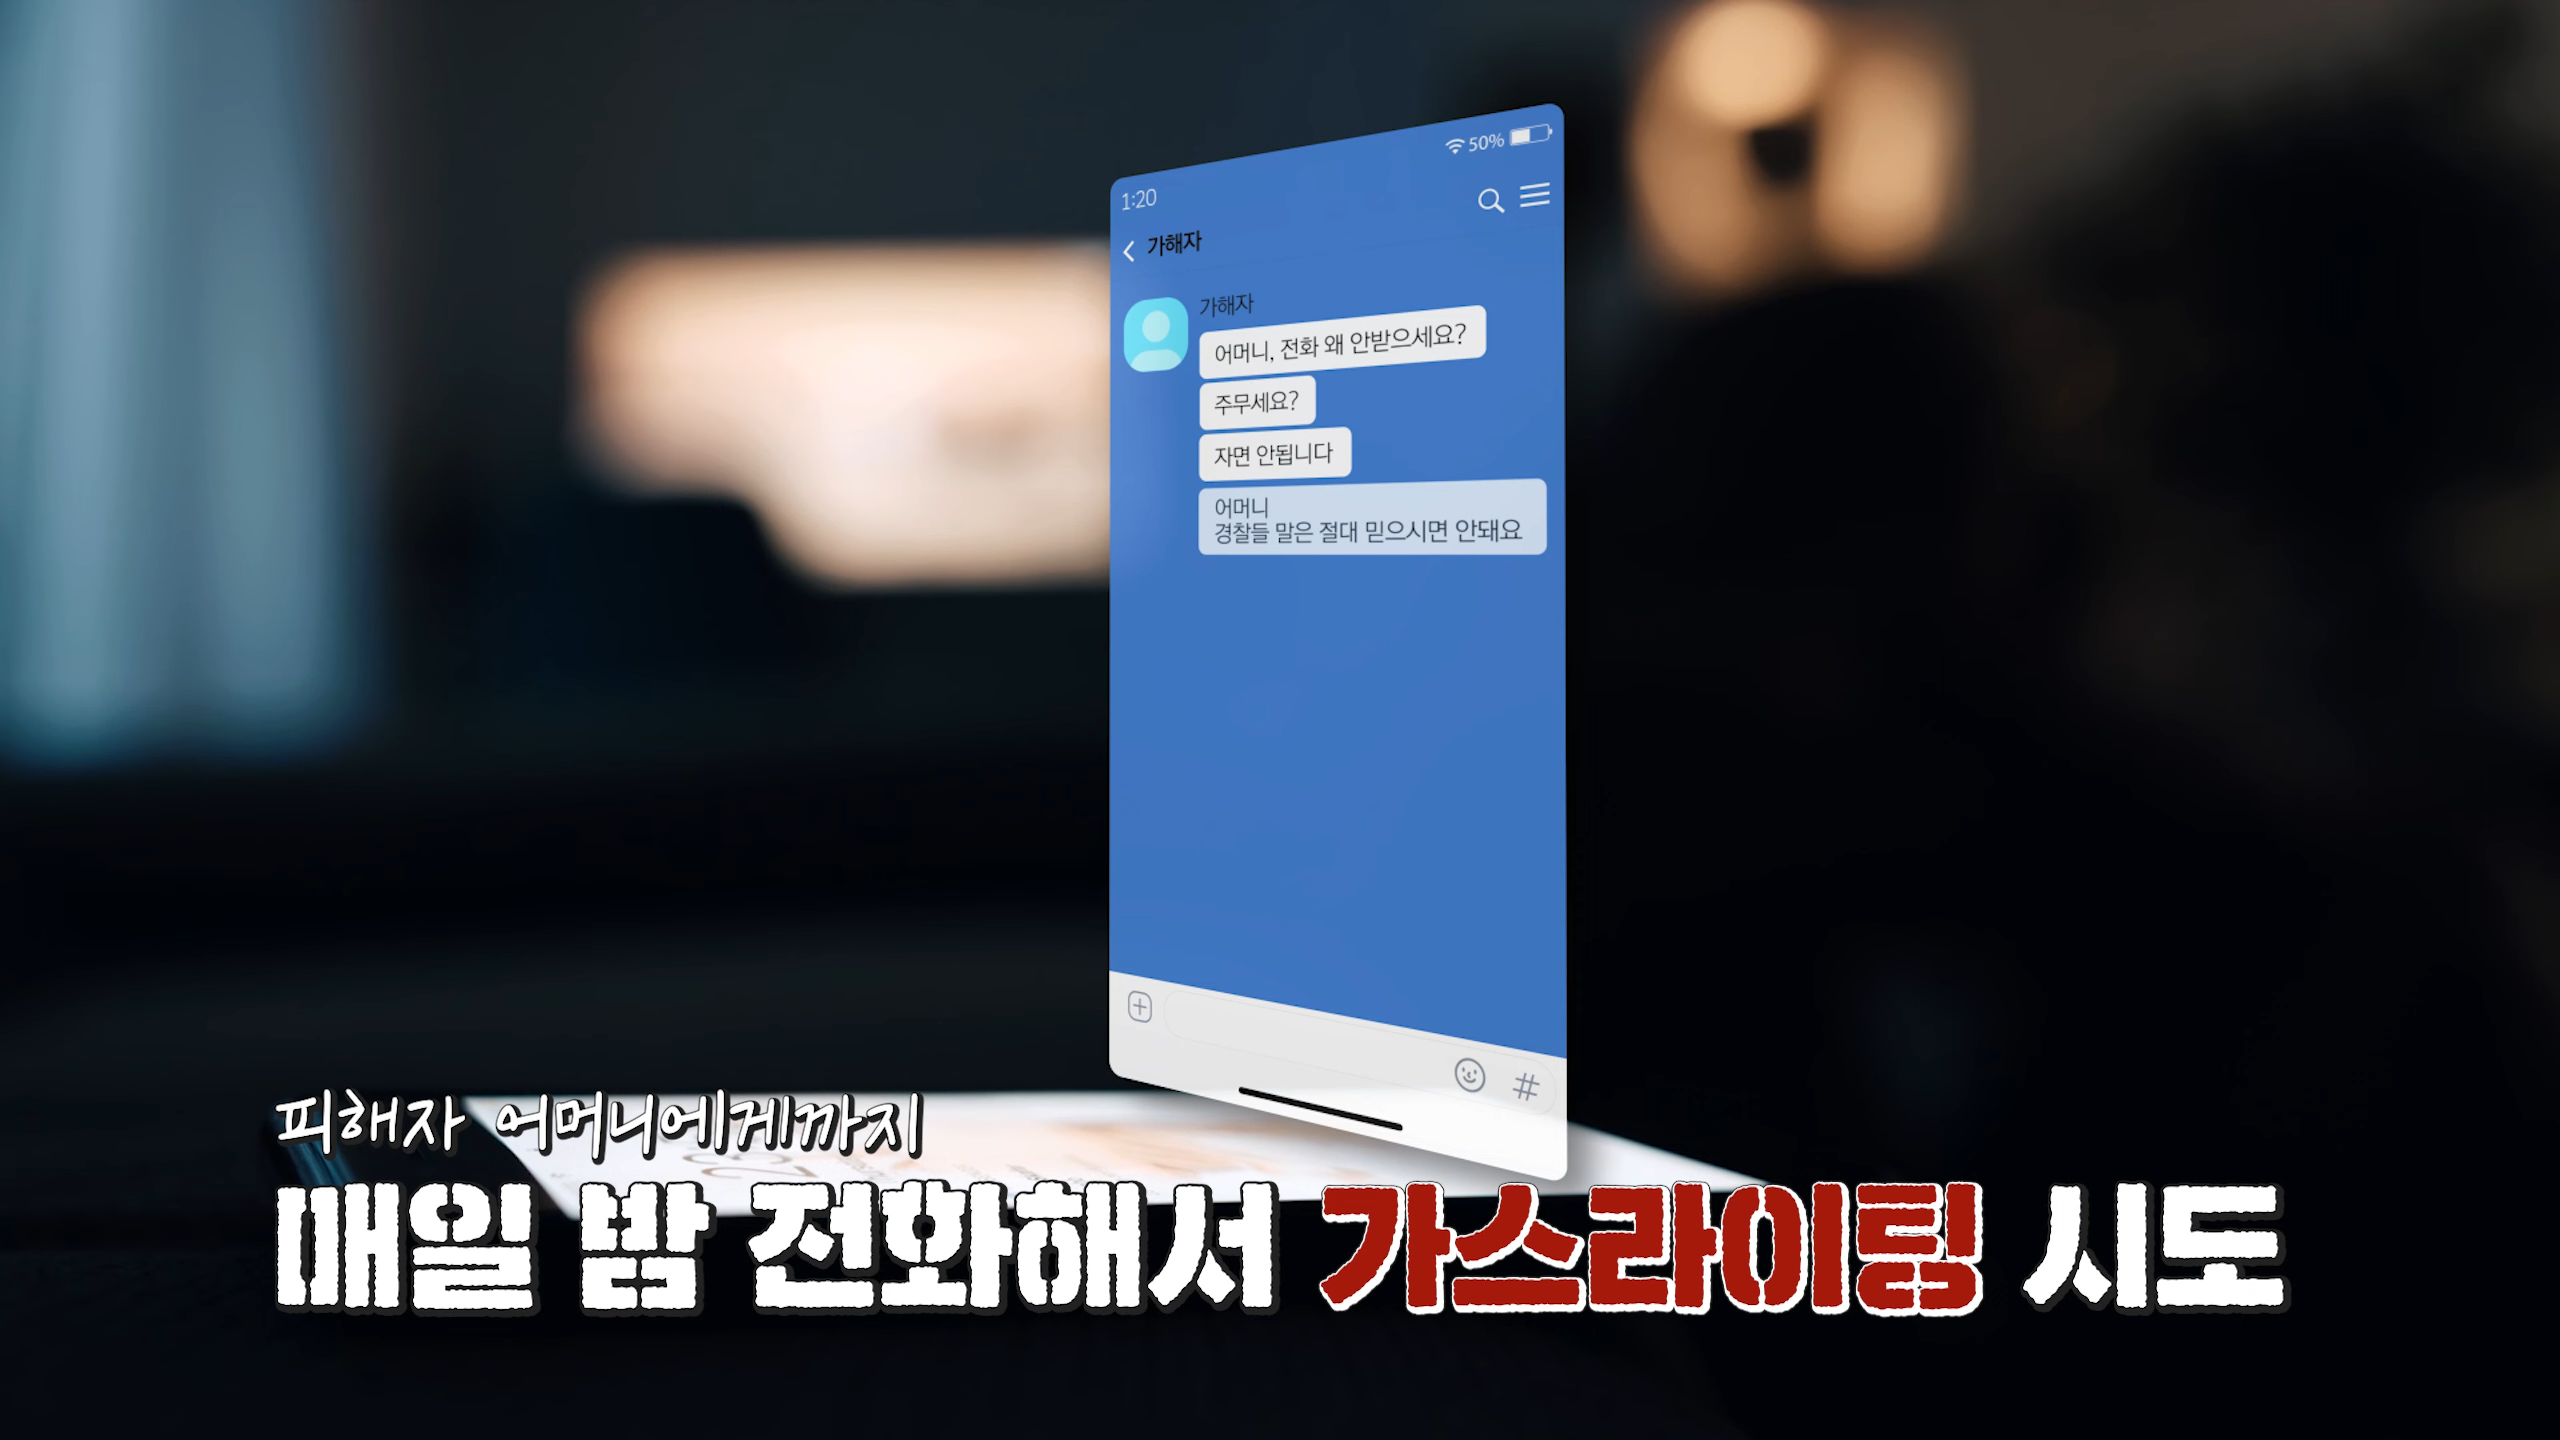 1:20
50%
가해자
가해자
어머니, 전화 왜 안받으세요?
주무세요?
자면 안됩니다
어머니
경찰들 말은 절대 믿으시면 안돼요
피해자 어머니에게까지
매일 밤 전화해서 가스라이팅 시도